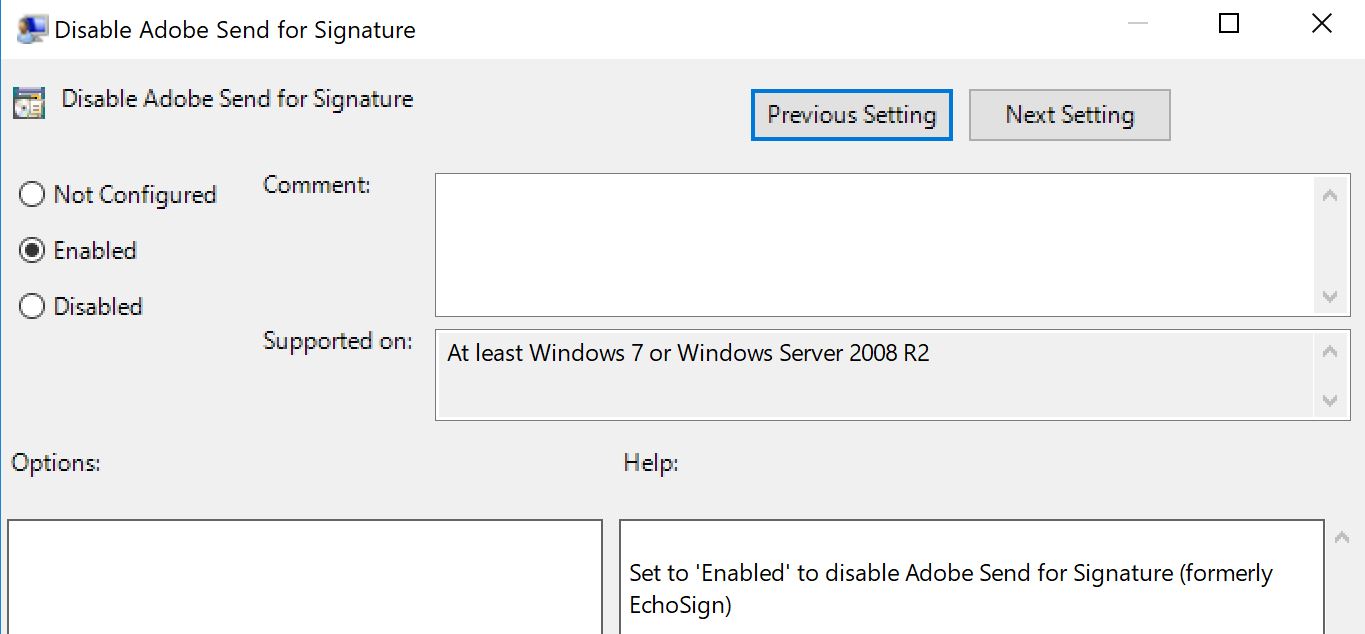 Disable Adobe Send for Signature
Disable Adobe Send for Signature
Previous Setting
Next Setting
Not Configured
Comment:
Enabled
Disabled
Supported on:
At least Windows 7 or Windows Server 2008 R2
Options:
Help:
Set to 'Enabled' to disable Adobe Send for Signature (formerly
EchoSign)